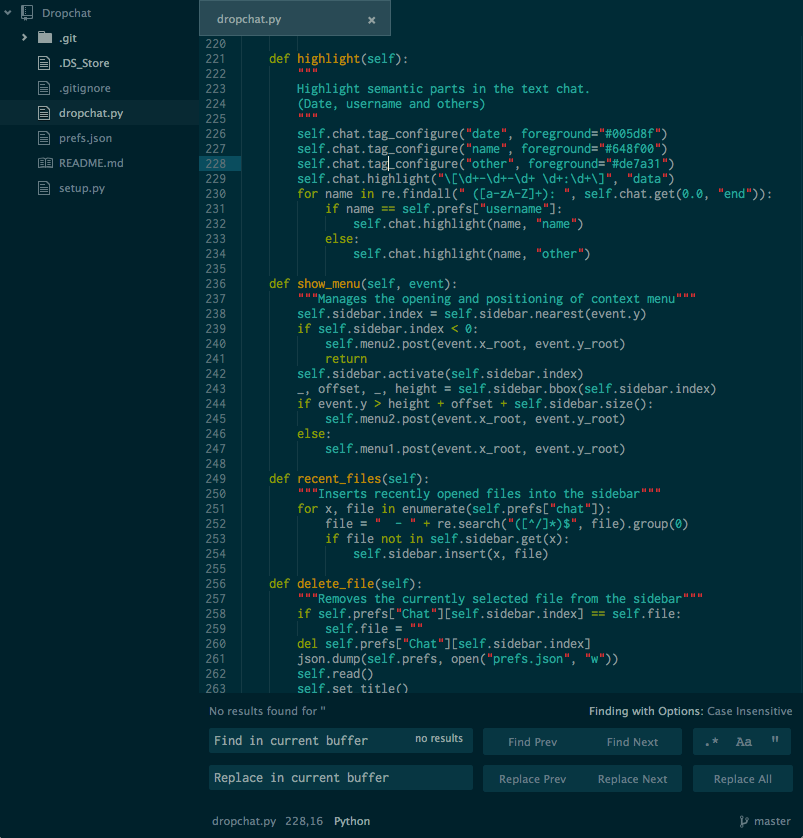 Dropchat
.git
.DS_Store
.gitignore
dropchat.py
prefs.json
README.md
setup.py
dropchat.py ×
220
221 def highlight(self):
222 """
223 Highlight semantic parts in the text chat.
224 (Date, username and others)
225 """
226 self.chat.tag_configure("date", foreground="#005d8f")
227 self.chat.tag_configure("name", foreground="#648f00")
228 self.chat.tag_configure("other", foreground="#de7a31")
229 self.chat.highlight("\[\d+-\d+-\d+ \d+:\d+\]", "data")
230 for name in re.findall(" ([a-zA-Z]+): ", self.chat.get(0.0, "end")):
231 if name == self.prefs["username"]:
232 self.chat.highlight(name, "name")
233 else:
234 self.chat.highlight(name, "other")
235
236 def show_menu(self, event):
237 """Manages the opening and positioning of context menu"""
238 self.sidebar.index = self.sidebar.nearest(event.y)
239 if self.sidebar.index < 0:
240 self.menu2.post(event.x_root, event.y_root)
241 return
242 self.sidebar.activate(self.sidebar.index)
243 _, offset, _, height = self.sidebar.bbox(self.sidebar.index)
244 if event.y > height + offset + self.sidebar.size():
245 self.menu2.post(event.x_root, event.y_root)
246 else:
247 self.menu1.post(event.x_root, event.y_root)
248
249 def recent_files(self):
250 """Inserts recently opened files into the sidebar"""
251 for x, file in enumerate(self.prefs["chat"]):
252 file = "  - " + re.search("([^/]*)$", file).group(0)
253 if file not in self.sidebar.get(x):
254 self.sidebar.insert(x, file)
255
256 def delete_file(self):
257 """Removes the currently selected file from the sidebar"""
258 if self.prefs["Chat"][self.sidebar.index] == self.file:
259 self.file = ""
260 del self.prefs["Chat"][self.sidebar.index]
261 json.dump(self.prefs, open("prefs.json", "w"))
262 self.read()
263 self.set_title()
No results found for '' Finding with Options: Case Insensitive
Find in current buffer no results Find Prev Find Next .* Aa "
Replace in current buffer Replace Prev Replace Next Replace All
dropchat.py 228,16 Python master